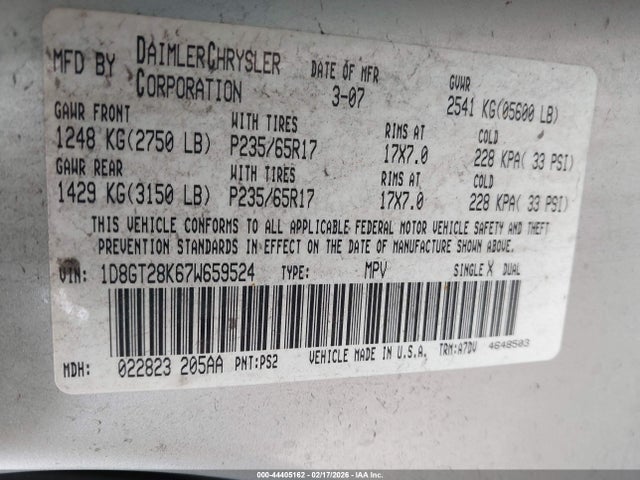 MFD BY DAIMLERCHRYSLER CORPORATION DATE OF MFR 3-07 GVWR 2541 KG(05600 LB)
GAWR FRONT WITH TIRES RIMS AT COLD
1248 KG(2750 LB) P235/65R17 17X7.0 228 KPA( 33 PSI)
GAWR REAR WITH TIRES RIMS AT COLD
1429 KG(3150 LB) P235/65R17 17X7.0 228 KPA( 33 PSI)
THIS VEHICLE CONFORMS TO ALL APPLICABLE FEDERAL MOTOR VEHICLE SAFETY AND THEFT
PREVENTION STANDARDS IN EFFECT ON THE DATE OF MANUFACTURE SHOWN ABOVE.
VIN: 1D8GT28K67W659524 TYPE: MPV SINGLE X DUAL
MDH: 022823 205AA PNT:PS2 VEHICLE MADE IN U.S.A. TRM:A7DV 4648503
000-44405162 - 02/17/2026 - IAA Inc.